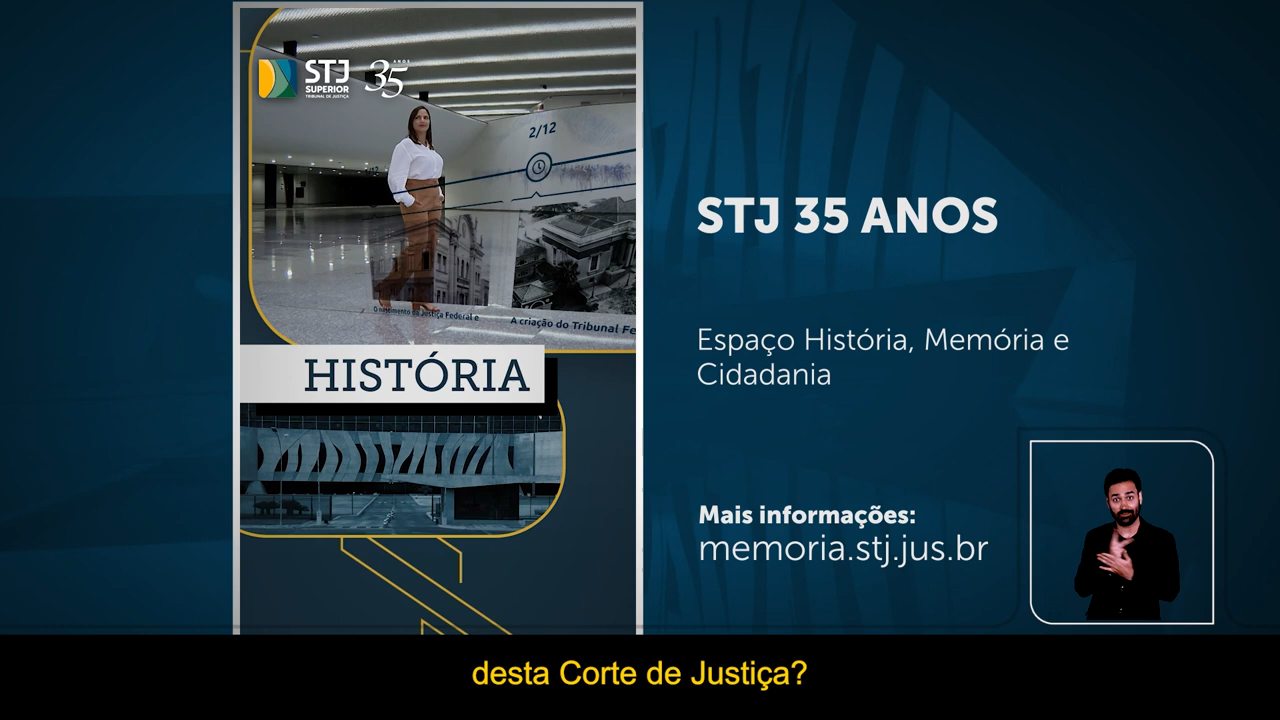 STJ
SUPERIOR
TRIBUNAL DE JUSTIÇA
35
ANOS
2/12
O nascimento da Justiça Federal e
A criação do Tribunal Fe
HISTÓRIA
STJ 35 ANOS
Espaço História, Memória e
Cidadania
Mais informações:
memoria.stj.jus.br
desta Corte de Justiça?